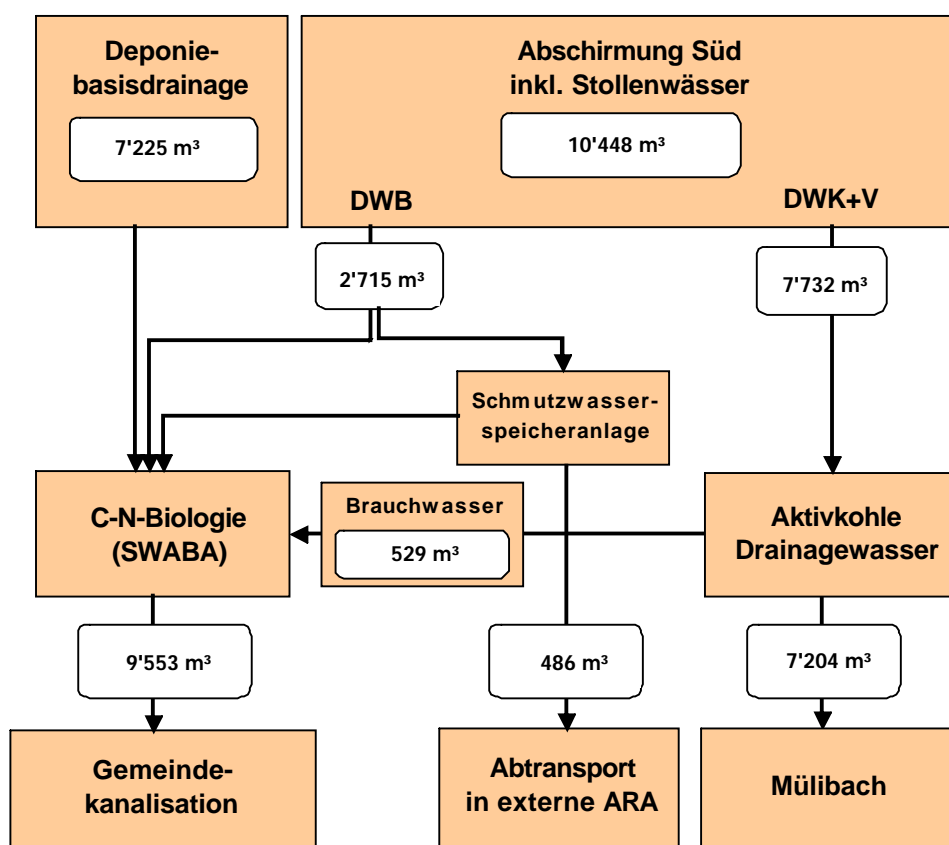 Deponie-
basisdrainage
7'225 m³
Abschirmung Süd
inkl. Stollenwässer
10'448 m³
DWB
DWK+V
2'715 m³
7'732 m³
Schmutzwasser-
speicheranlage
C-N-Biologie
(SWABA)
Brauchwasser
529 m³
Aktivkohle
Drainagewasser
9'553 m³
486 m³
7'204 m³
Gemeinde-
kanalisation
Abtransport
in externe ARA
Mülibach